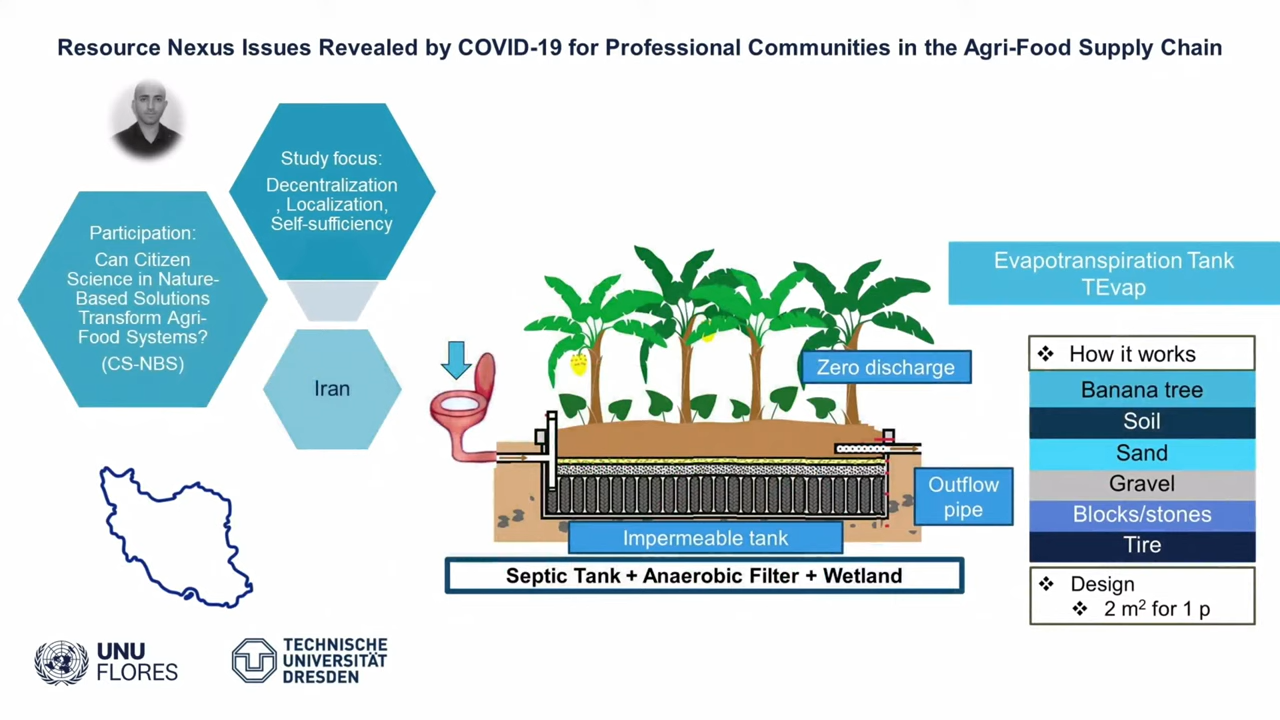 Resource Nexus Issues Revealed by COVID-19 for Professional Communities in the Agri-Food Supply Chain
Study focus:
Decentralization
, Localization,
Self-sufficiency
Participation:
Can Citizen
Science in Nature-
Based Solutions
Transform Agri-
Food Systems?
(CS-NBS)
Iran
Evapotranspiration Tank
TEvap
Zero discharge
Outflow
pipe
Impermeable tank
Septic Tank + Anaerobic Filter + Wetland
❖ How it works
Banana tree
Soil
Sand
Gravel
Blocks/stones
Tire
❖ Design
❖ 2 m² for 1 p
UNU
FLORES
TECHNISCHE
UNIVERSITÄT
DRESDEN